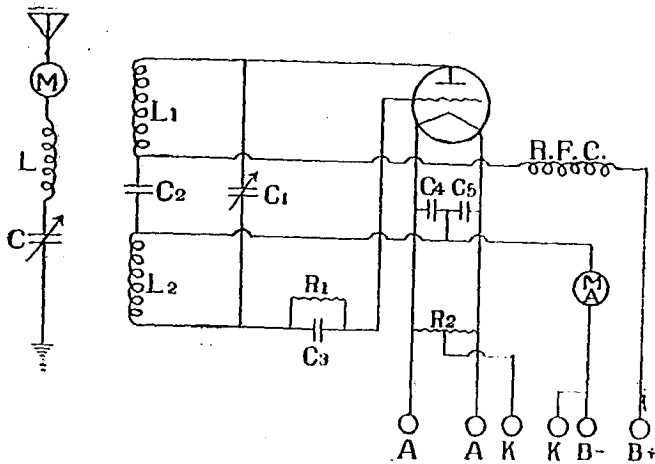 M
L
C
L1
C2
L2
C1
R1
C3
C4 C5
R.F.C.
R2
MA
A A K K B- B+